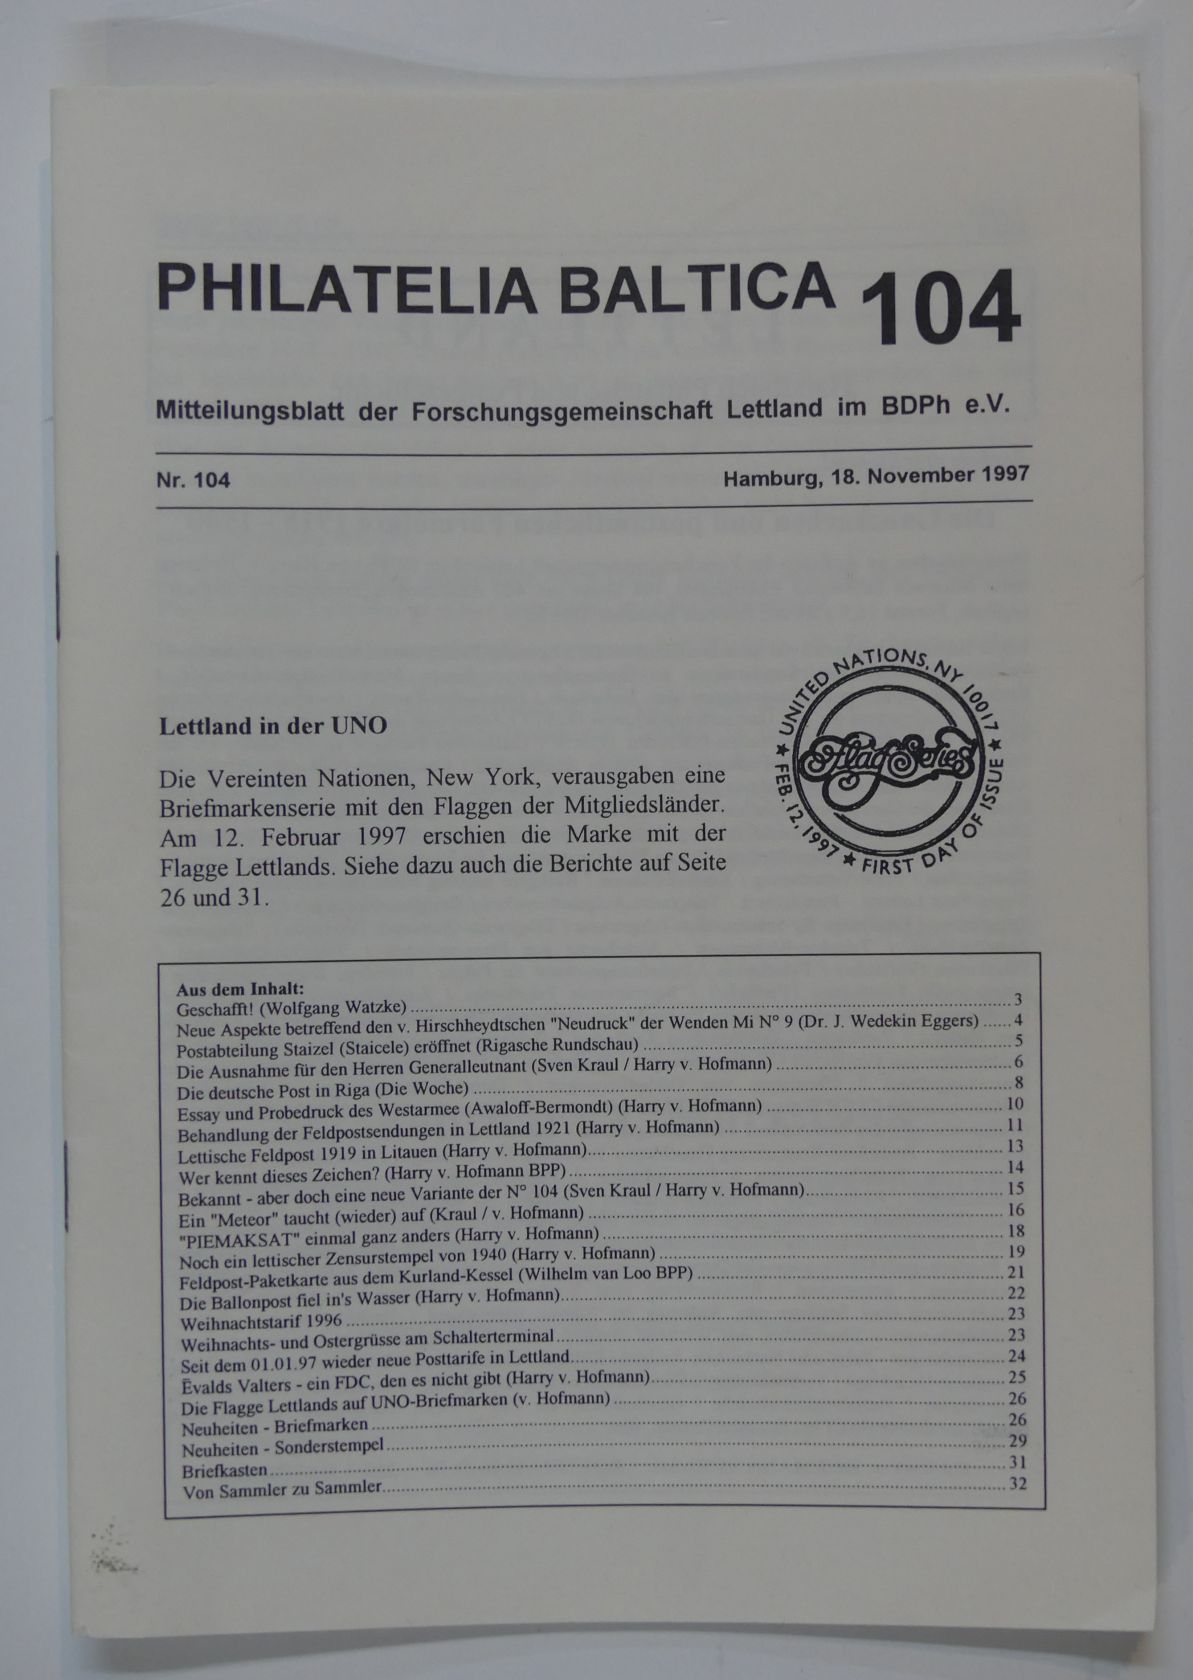 PHILATELIA BALTICA 104
Mitteilungsblatt der Forschungsgemeinschaft Lettland im BDPh e.V.
Nr. 104 Hamburg, 18. November 1997
UNITED NATIONS, NY 10017
Flag Series
★ FEB. 12, 1997 ★ FIRST DAY OF ISSUE ★
Lettland in der UNO
Die Vereinten Nationen, New York, verausgaben eine
Briefmarkenserie mit den Flaggen der Mitgliedsländer.
Am 12. Februar 1997 erschien die Marke mit der
Flagge Lettlands. Siehe dazu auch die Berichte auf Seite
26 und 31.
Aus dem Inhalt:
Geschafft! (Wolfgang Watzke) 3
Neue Aspekte betreffend den v. Hirschheydtschen "Neudruck" der Wenden Mi N° 9 (Dr. J. Wedekin Eggers) 4
Postabteilung Staizel (Staicele) eröffnet (Rigasche Rundschau) 5
Die Ausnahme für den Herren Generalleutnant (Sven Kraul / Harry v. Hofmann) 6
Die deutsche Post in Riga (Die Woche) 8
Essay und Probedruck des Westarmee (Awaloff-Bermondt) (Harry v. Hofmann) 10
Behandlung der Feldpostsendungen in Lettland 1921 (Harry v. Hofmann) 11
Lettische Feldpost 1919 in Litauen (Harry v. Hofmann) 13
Wer kennt dieses Zeichen? (Harry v. Hofmann BPP) 14
Bekannt - aber doch eine neue Variante der N° 104 (Sven Kraul / Harry v. Hofmann) 15
Ein "Meteor" taucht (wieder) auf (Kraul / v. Hofmann) 16
"PIEMAKSAT" einmal ganz anders (Harry v. Hofmann) 18
Noch ein lettischer Zensurstempel von 1940 (Harry v. Hofmann) 19
Feldpost-Paketkarte aus dem Kurland-Kessel (Wilhelm van Loo BPP) 21
Die Ballonpost fiel in's Wasser (Harry v. Hofmann) 22
Weihnachtstarif 1996 23
Weihnachts- und Ostergrüsse am Schalterterminal 23
Seit dem 01.01.97 wieder neue Posttarife in Lettland 24
Ēvalds Valters - ein FDC, den es nicht gibt (Harry v. Hofmann) 25
Die Flagge Lettlands auf UNO-Briefmarken (v. Hofmann) 26
Neuheiten - Briefmarken 26
Neuheiten - Sonderstempel 29
Briefkasten 31
Von Sammler zu Sammler 32